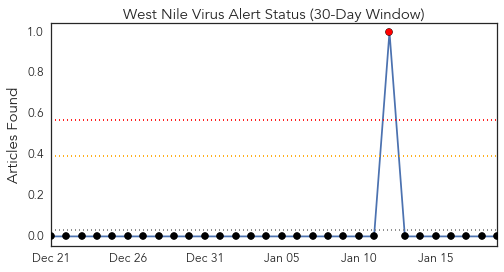 West Nile Virus Alert Status (30-Day Window)
Articles Found
1.0
0.8
0.6
0.4
0.2
0.0
Dec 21 Dec 26 Dec 31 Jan 05 Jan 10 Jan 15